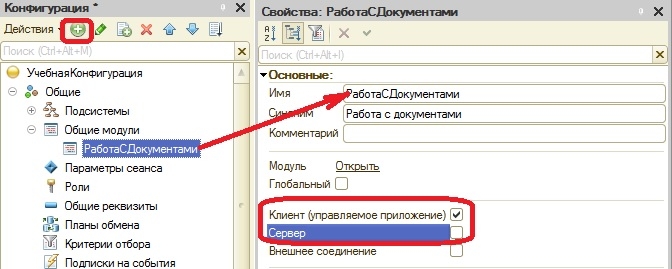 Конфигурация *
Действия
Поиск (Ctrl+Alt+M)
УчебнаяКонфигурация
Общие
Подсистемы
Общие модули
РаботаСДокументами
Параметры сеанса
Роли
Общие реквизиты
Планы обмена
Критерии отбора
Подписки на события
Свойства: РаботаСДокументами
Поиск (Ctrl+Alt+I)
Основные:
Имя РаботаСДокументами
Синоним Работа с документами
Комментарий
Модуль Открыть
Глобальный
Клиент (управляемое приложение)
Сервер
Внешнее соединение